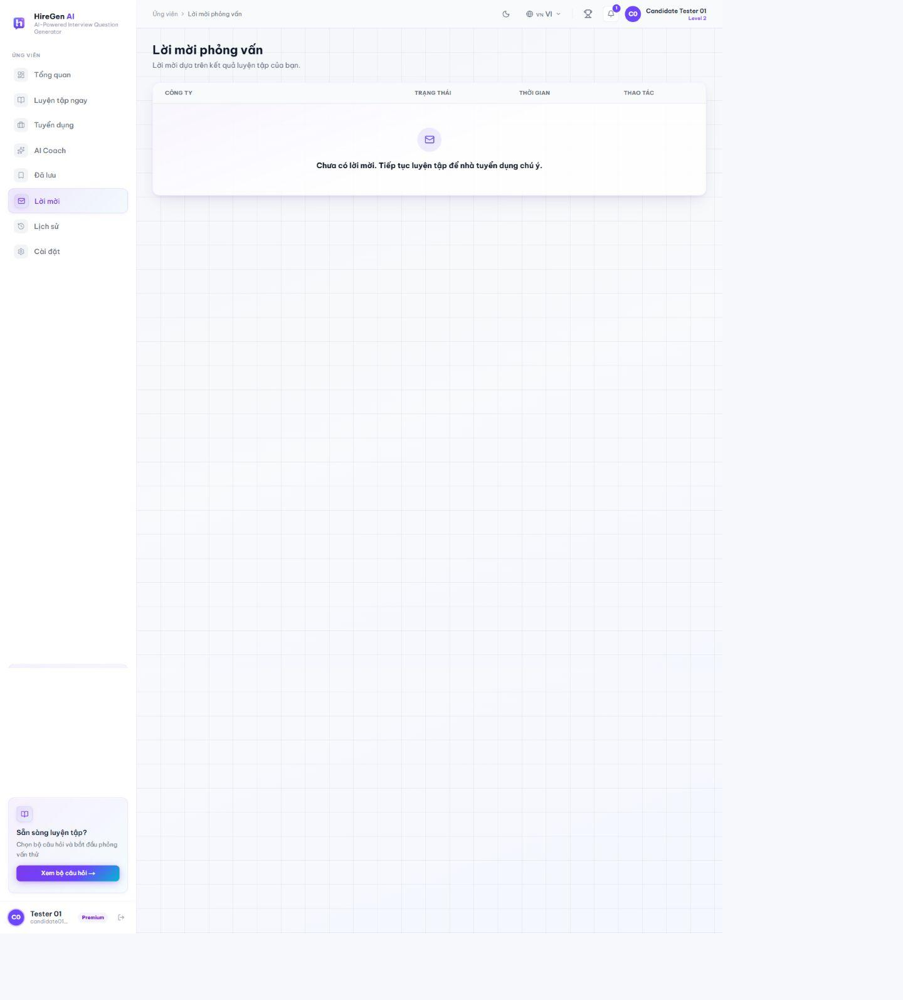 HireGen AI
AI-Powered Interview Question
Generator
ỨNG VIÊN
Tổng quan
Luyện tập ngay
Tuyển dụng
AI Coach
Đã lưu
Lời mời
Lịch sử
Cài đặt
Sẵn sàng luyện tập?
Chọn bộ câu hỏi và bắt đầu phỏng
vấn thử
Xem bộ câu hỏi →
C0
Tester 01
candidate01...
Premium
Ứng viên > Lời mời phỏng vấn
VN VI
1
C0
Candidate Tester 01
Level 2
Lời mời phỏng vấn
Lời mời dựa trên kết quả luyện tập của bạn.
CÔNG TY TRẠNG THÁI THỜI GIAN THAO TÁC
Chưa có lời mời. Tiếp tục luyện tập để nhà tuyển dụng chú ý.